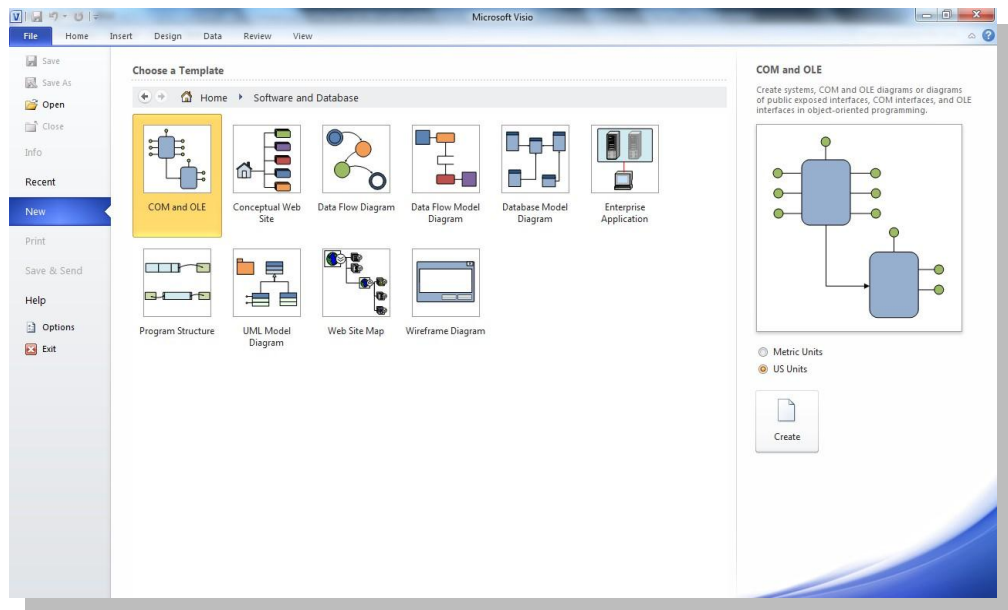 Microsoft Visio
File Home Insert Design Data Review View
Save
Save As
Open
Close
Info
Recent
New
Print
Save & Send
Help
Options
Exit
Choose a Template
Home Software and Database
COM and OLE
Conceptual Web
Site
Data Flow Diagram
Data Flow Model
Diagram
Database Model
Diagram
Enterprise
Application
Program Structure
UML Model
Diagram
Web Site Map
Wireframe Diagram
COM and OLE
Create systems, COM and OLE diagrams or diagrams
of public exposed interfaces, COM interfaces, and OLE
interfaces in object-oriented programming.
Metric Units
US Units
Create